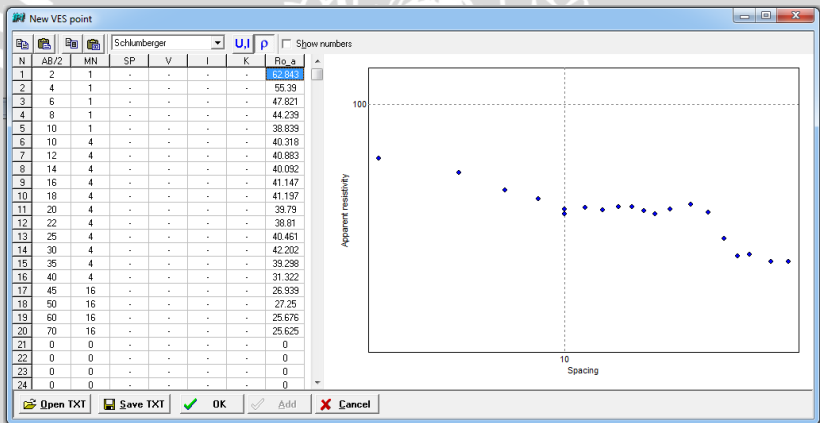 New VES point
Schlumberger U,I ρ Show numbers
N AB/2 MN SP V I K Ro_a
1 2 1 - - - - 62.843
2 4 1 - - - - 55.39
3 6 1 - - - - 47.821
4 8 1 - - - - 44.239
5 10 1 - - - - 38.839
6 10 4 - - - - 40.318
7 12 4 - - - - 40.883
8 14 4 - - - - 40.092
9 16 4 - - - - 41.147
10 18 4 - - - - 41.197
11 20 4 - - - - 39.79
12 22 4 - - - - 38.81
13 25 4 - - - - 40.461
14 30 4 - - - - 42.202
15 35 4 - - - - 39.298
16 40 4 - - - - 31.322
17 45 16 - - - - 26.939
18 50 16 - - - - 27.25
19 60 16 - - - - 25.676
20 70 16 - - - - 25.625
21 0 0 - - - - 0
22 0 0 - - - - 0
23 0 0 - - - - 0
24 0 0 - - - - 0
100
Apparent resistivity
10
Spacing
Open TXT Save TXT OK Add Cancel